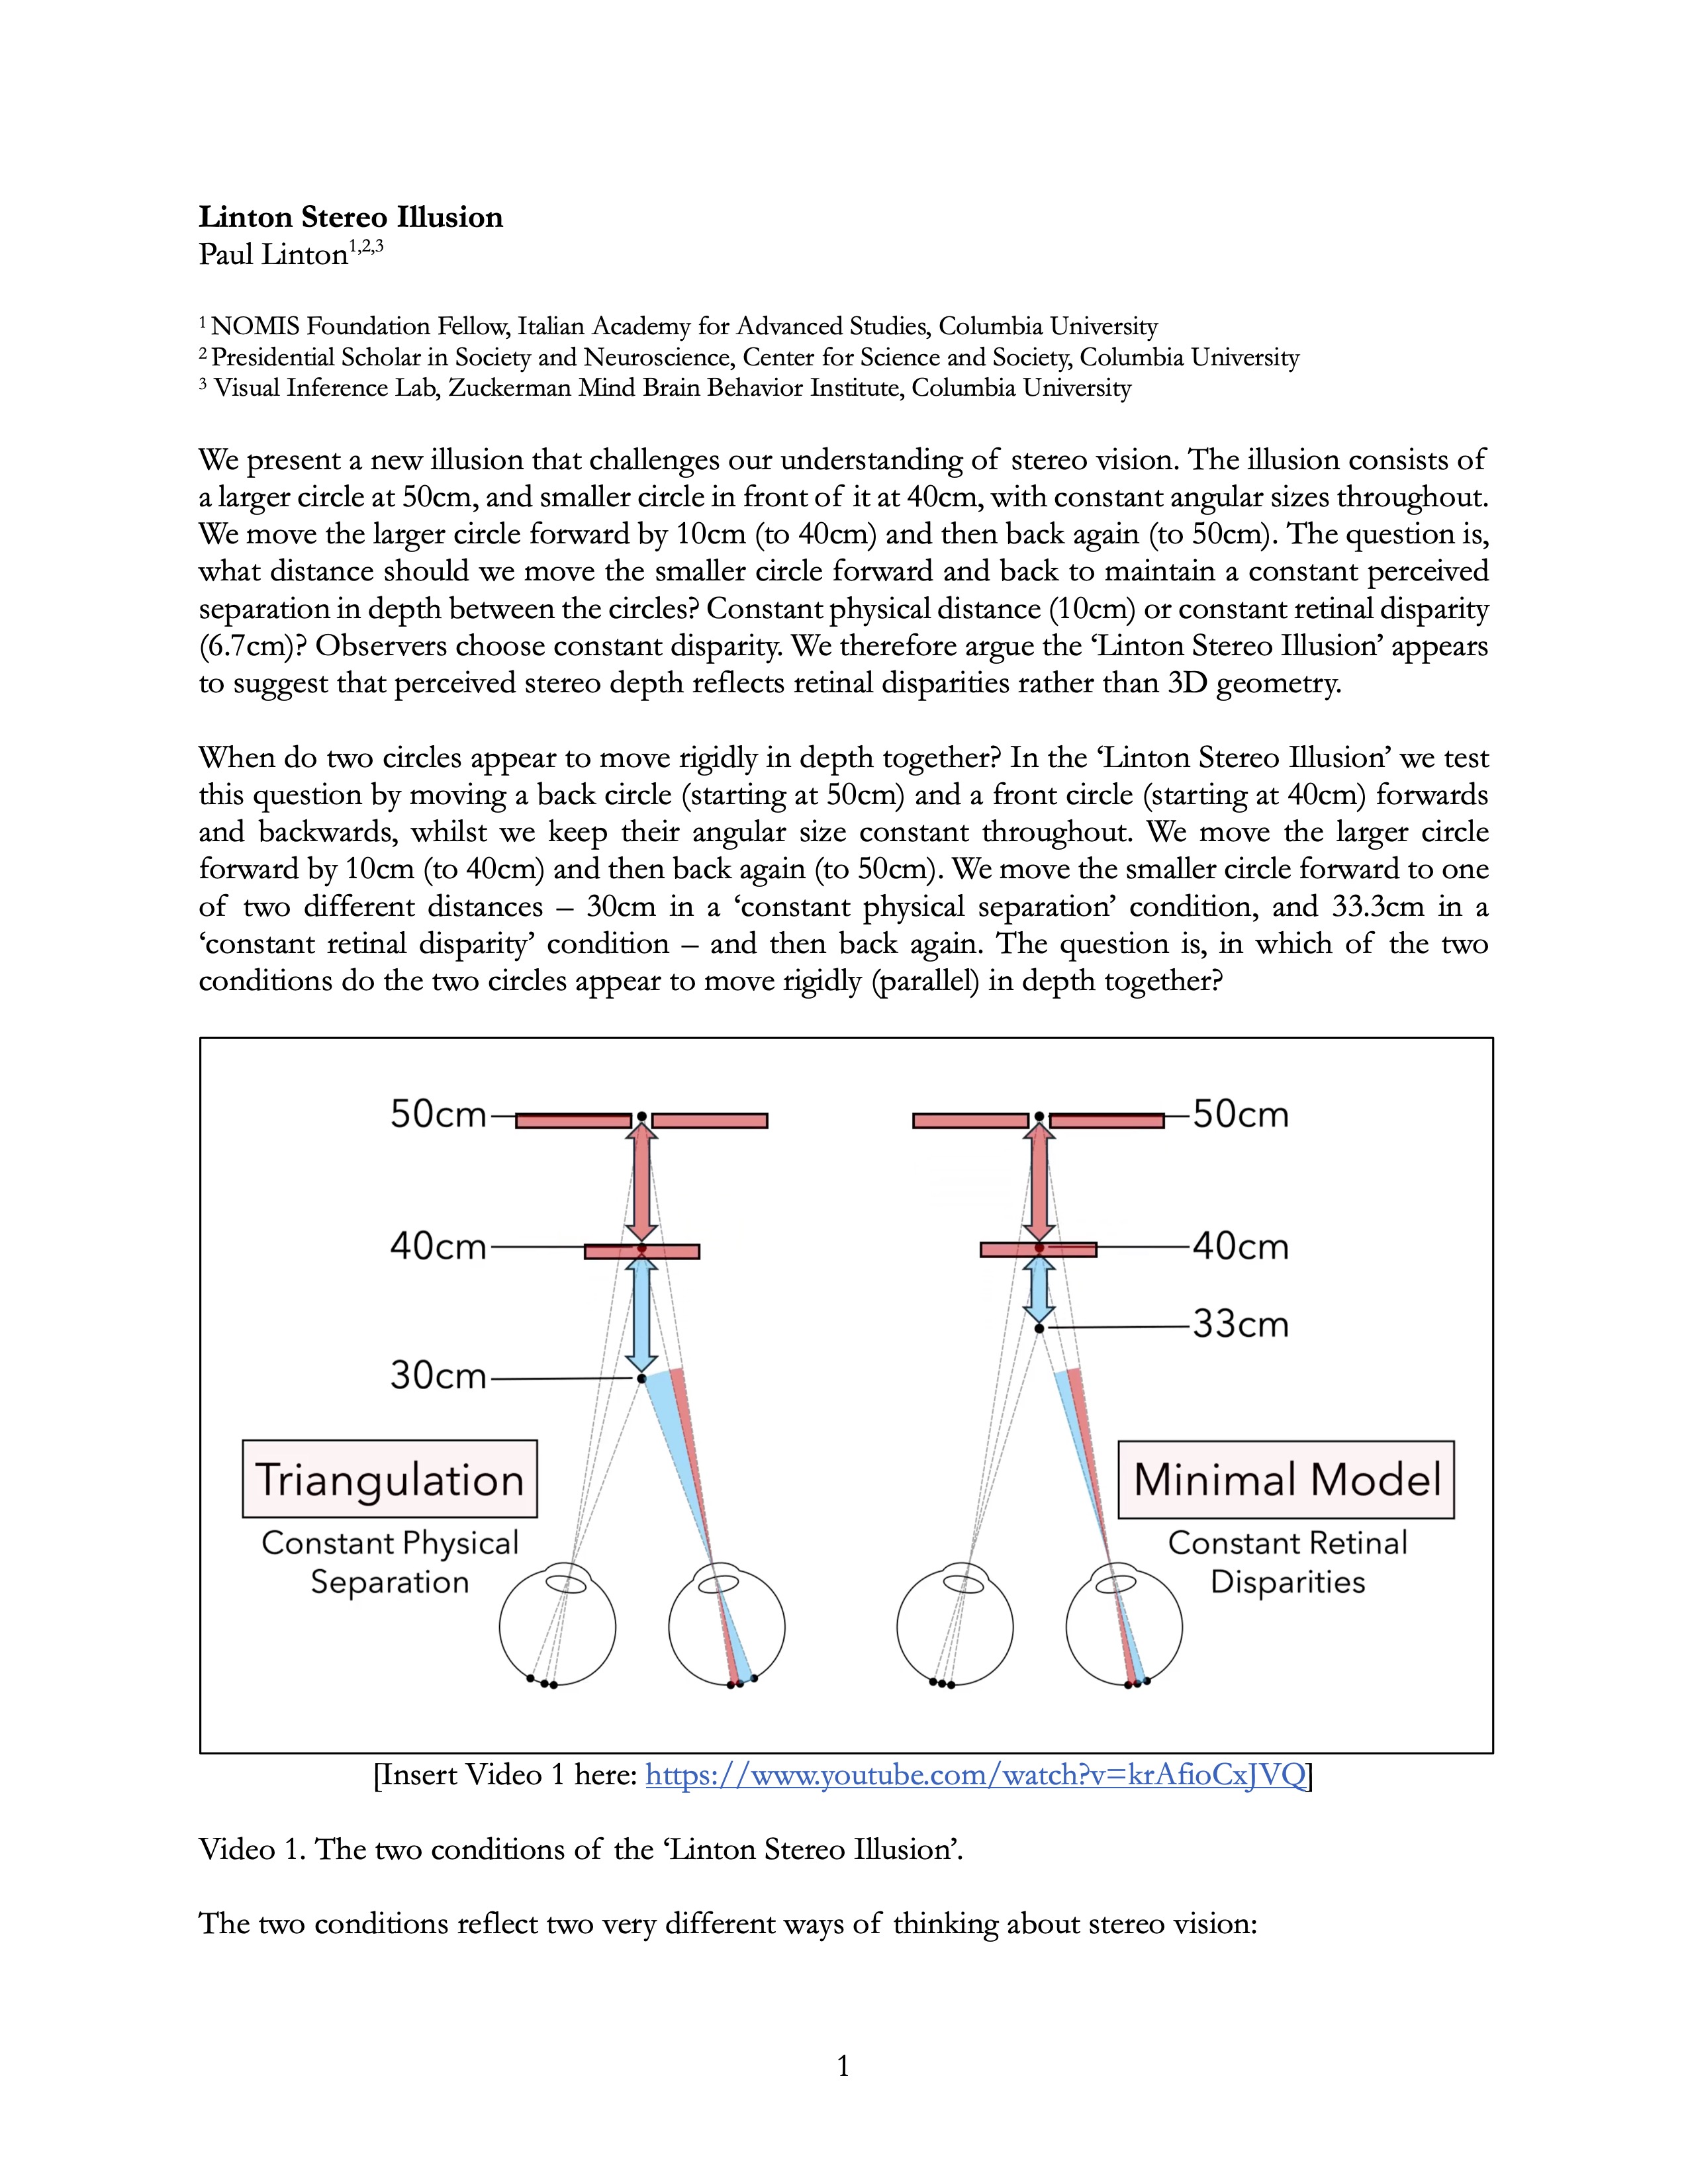 Linton Stereo Illusion
Paul Linton1,2,3
1 NOMIS Foundation Fellow, Italian Academy for Advanced Studies, Columbia University
2 Presidential Scholar in Society and Neuroscience, Center for Science and Society, Columbia University
3 Visual Inference Lab, Zuckerman Mind Brain Behavior Institute, Columbia University
We present a new illusion that challenges our understanding of stereo vision. The illusion consists of
a larger circle at 50cm, and smaller circle in front of it at 40cm, with constant angular sizes throughout.
We move the larger circle forward by 10cm (to 40cm) and then back again (to 50cm). The question is,
what distance should we move the smaller circle forward and back to maintain a constant perceived
separation in depth between the circles? Constant physical distance (10cm) or constant retinal disparity
(6.7cm)? Observers choose constant disparity. We therefore argue the ‘Linton Stereo Illusion’ appears
to suggest that perceived stereo depth reflects retinal disparities rather than 3D geometry.
When do two circles appear to move rigidly in depth together? In the ‘Linton Stereo Illusion’ we test
this question by moving a back circle (starting at 50cm) and a front circle (starting at 40cm) forwards
and backwards, whilst we keep their angular size constant throughout. We move the larger circle
forward by 10cm (to 40cm) and then back again (to 50cm). We move the smaller circle forward to one
of two different distances – 30cm in a ‘constant physical separation’ condition, and 33.3cm in a
‘constant retinal disparity’ condition – and then back again. The question is, in which of the two
conditions do the two circles appear to move rigidly (parallel) in depth together?
50cm
40cm
30cm
Triangulation
Constant Physical
Separation
50cm
40cm
33cm
Minimal Model
Constant Retinal
Disparities
[Insert Video 1 here: https://www.youtube.com/watch?v=krAfioCxJVQ]
Video 1. The two conditions of the ‘Linton Stereo Illusion’.
The two conditions reflect two very different ways of thinking about stereo vision:
1